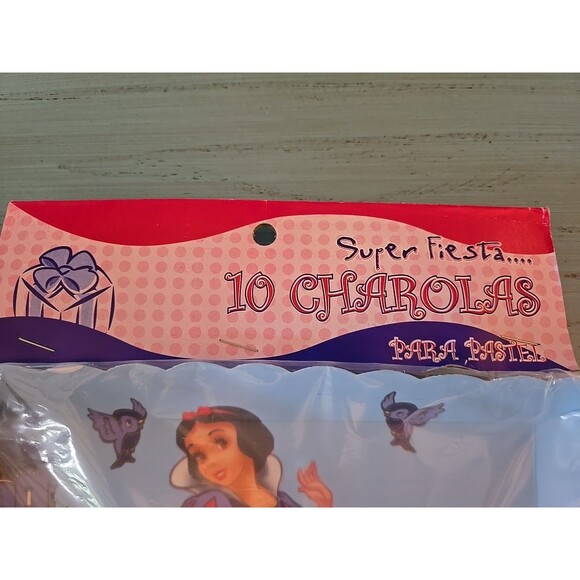 Super Fiesta....
10 CHAROLAS
PARA PASTEL